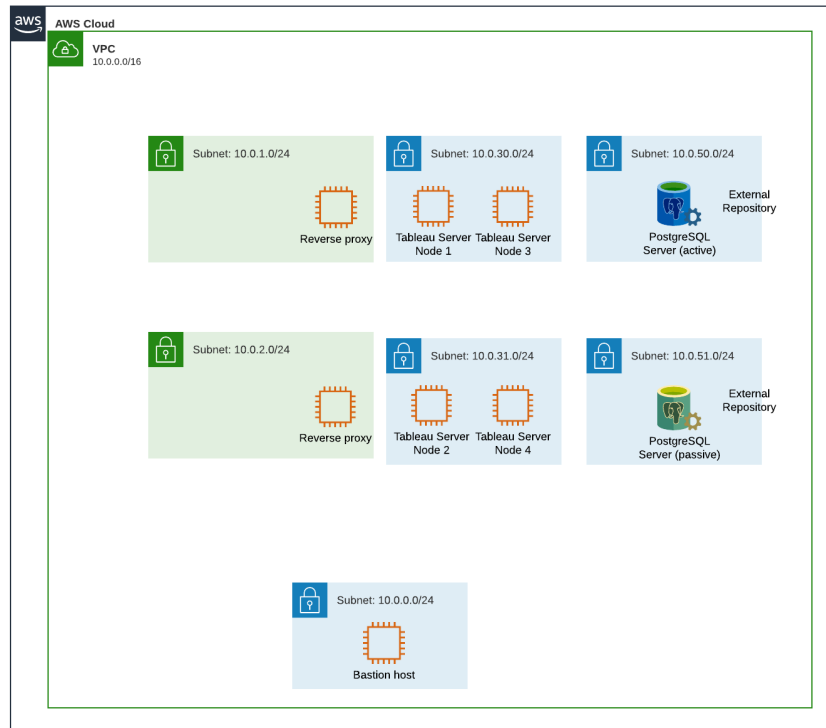 aws
AWS Cloud
VPC
10.0.0.0/16
Subnet: 10.0.1.0/24
Reverse proxy
Subnet: 10.0.30.0/24
Tableau Server
Node 1
Tableau Server
Node 3
Subnet: 10.0.50.0/24
External
Repository
PostgreSQL
Server (active)
Subnet: 10.0.2.0/24
Reverse proxy
Subnet: 10.0.31.0/24
Tableau Server
Node 2
Tableau Server
Node 4
Subnet: 10.0.51.0/24
External
Repository
PostgreSQL
Server (passive)
Subnet: 10.0.0.0/24
Bastion host